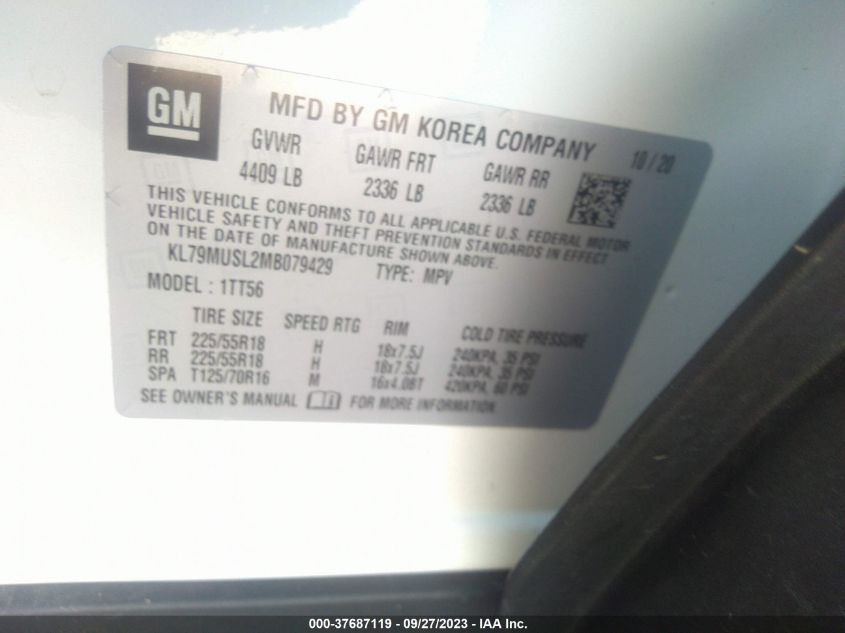 GM
MFD BY GM KOREA COMPANY 10/20
GVWR GAWR FRT GAWR RR
4409 LB 2336 LB 2336 LB
THIS VEHICLE CONFORMS TO ALL APPLICABLE U.S. FEDERAL MOTOR
VEHICLE SAFETY AND THEFT PREVENTION STANDARDS IN EFFECT
ON THE DATE OF MANUFACTURE SHOWN ABOVE.
KL79MUSL2MB079429 TYPE: MPV
MODEL : 1TT56
TIRE SIZE SPEED RTG RIM COLD TIRE PRESSURE
FRT 225/55R18 H 18x7.5J 240KPA, 35 PSI
RR 225/55R18 H 18x7.5J 240KPA, 35 PSI
SPA T125/70R16 M 16x4.0BT 420KPA, 60 PSI
SEE OWNER'S MANUAL FOR MORE INFORMATION
000-37687119 - 09/27/2023 - IAA Inc.